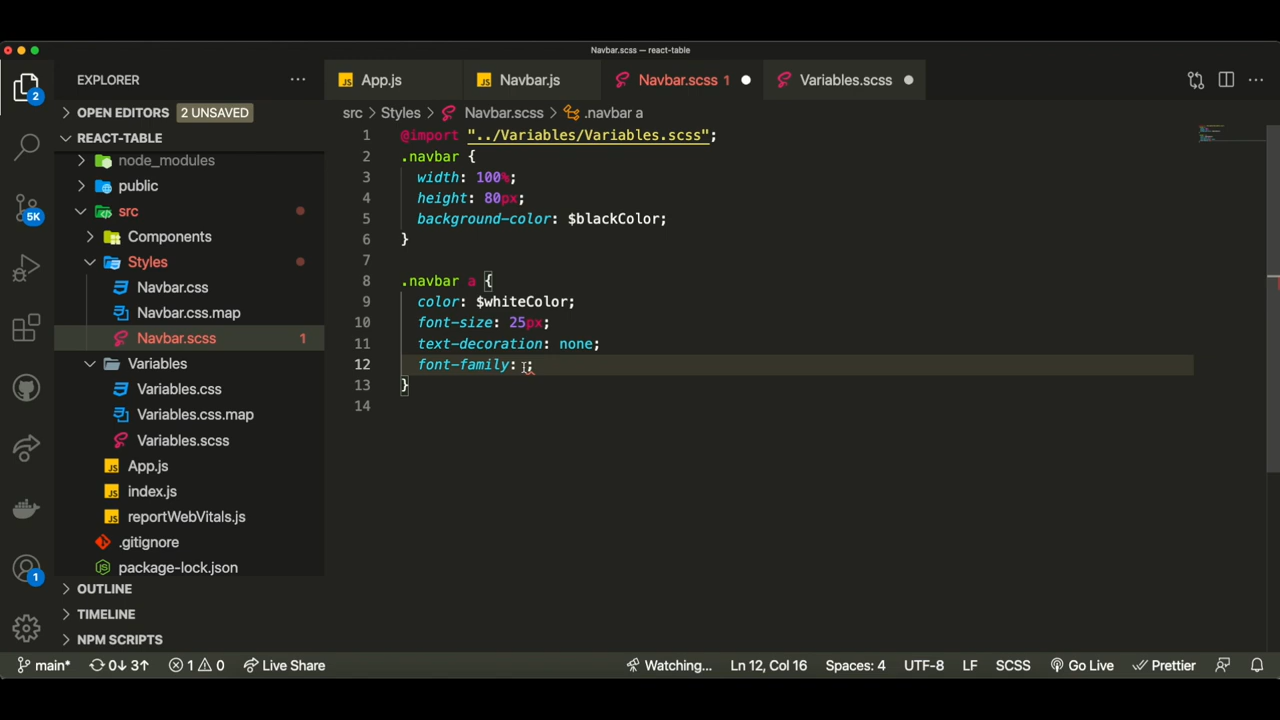 Navbar.scss — react-table
EXPLORER ···
App.js
Navbar.js
Navbar.scss 1
Variables.scss
···
2
OPEN EDITORS 2 UNSAVED
src > Styles > Navbar.scss > .navbar a
REACT-TABLE
node_modules
public
src
Components
Styles
Navbar.css
Navbar.css.map
Navbar.scss 1
Variables
Variables.css
Variables.css.map
Variables.scss
App.js
index.js
reportWebVitals.js
.gitignore
package-lock.json
OUTLINE
TIMELINE
NPM SCRIPTS
5K
1
1 @import "../Variables/Variables.scss";
2 .navbar {
3 width: 100%;
4 height: 80px;
5 background-color: $blackColor;
6 }
7
8 .navbar a {
9 color: $whiteColor;
10 font-size: 25px;
11 text-decoration: none;
12 font-family: ;
13 }
14
main* 0↓ 3↑ 1 0 Live Share Watching... Ln 12, Col 16 Spaces: 4 UTF-8 LF SCSS Go Live Prettier